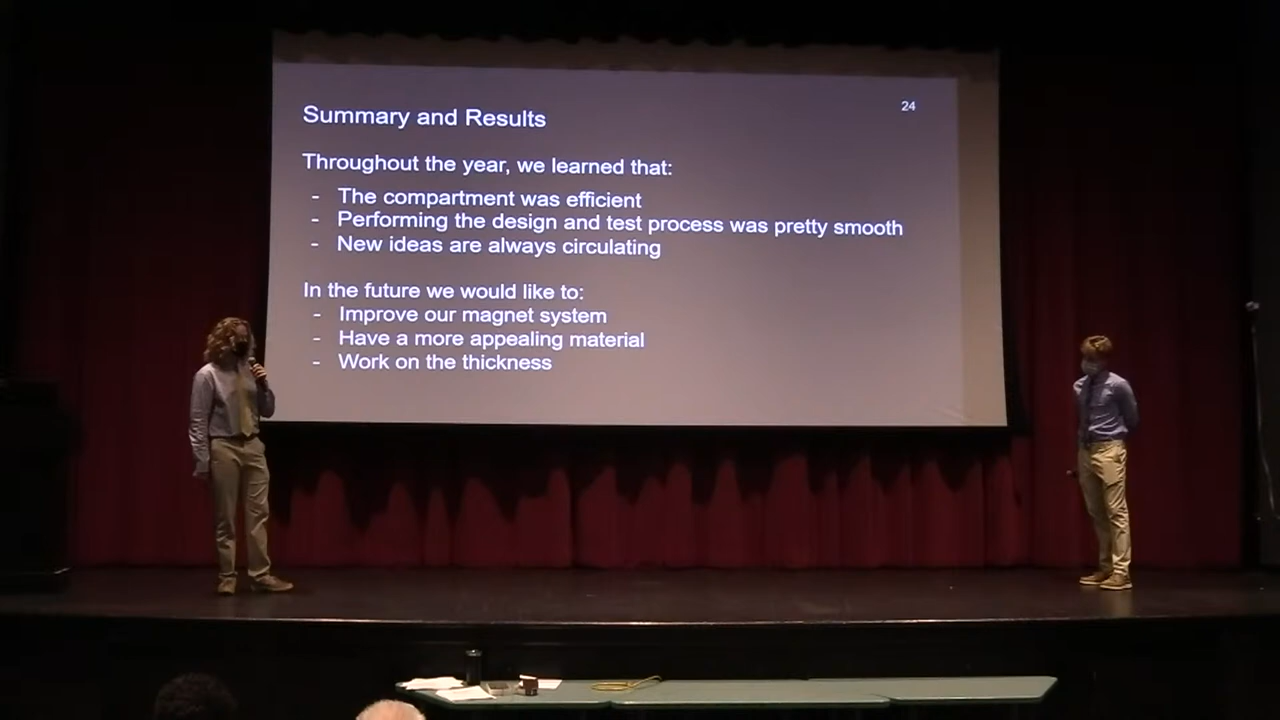 24
Summary and Results
Throughout the year, we learned that:
- The compartment was efficient
- Performing the design and test process was pretty smooth
- New ideas are always circulating
In the future we would like to:
- Improve our magnet system
- Have a more appealing material
- Work on the thickness